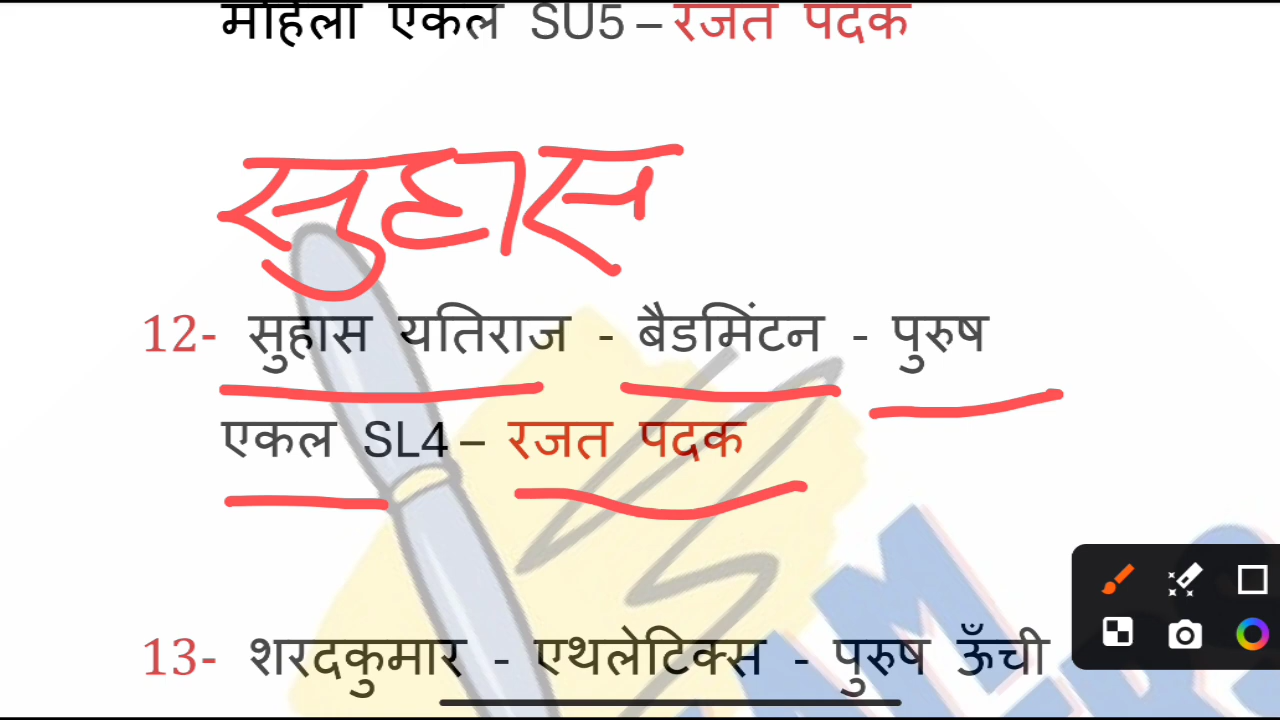 महिला एकल SU5 – रजत पदक
सुहास
12- सुहास यतिराज - बैडमिंटन - पुरुष
एकल SL4 – रजत पदक
13- शरदकुमार - एथलेटिक्स - पुरुष ऊँची